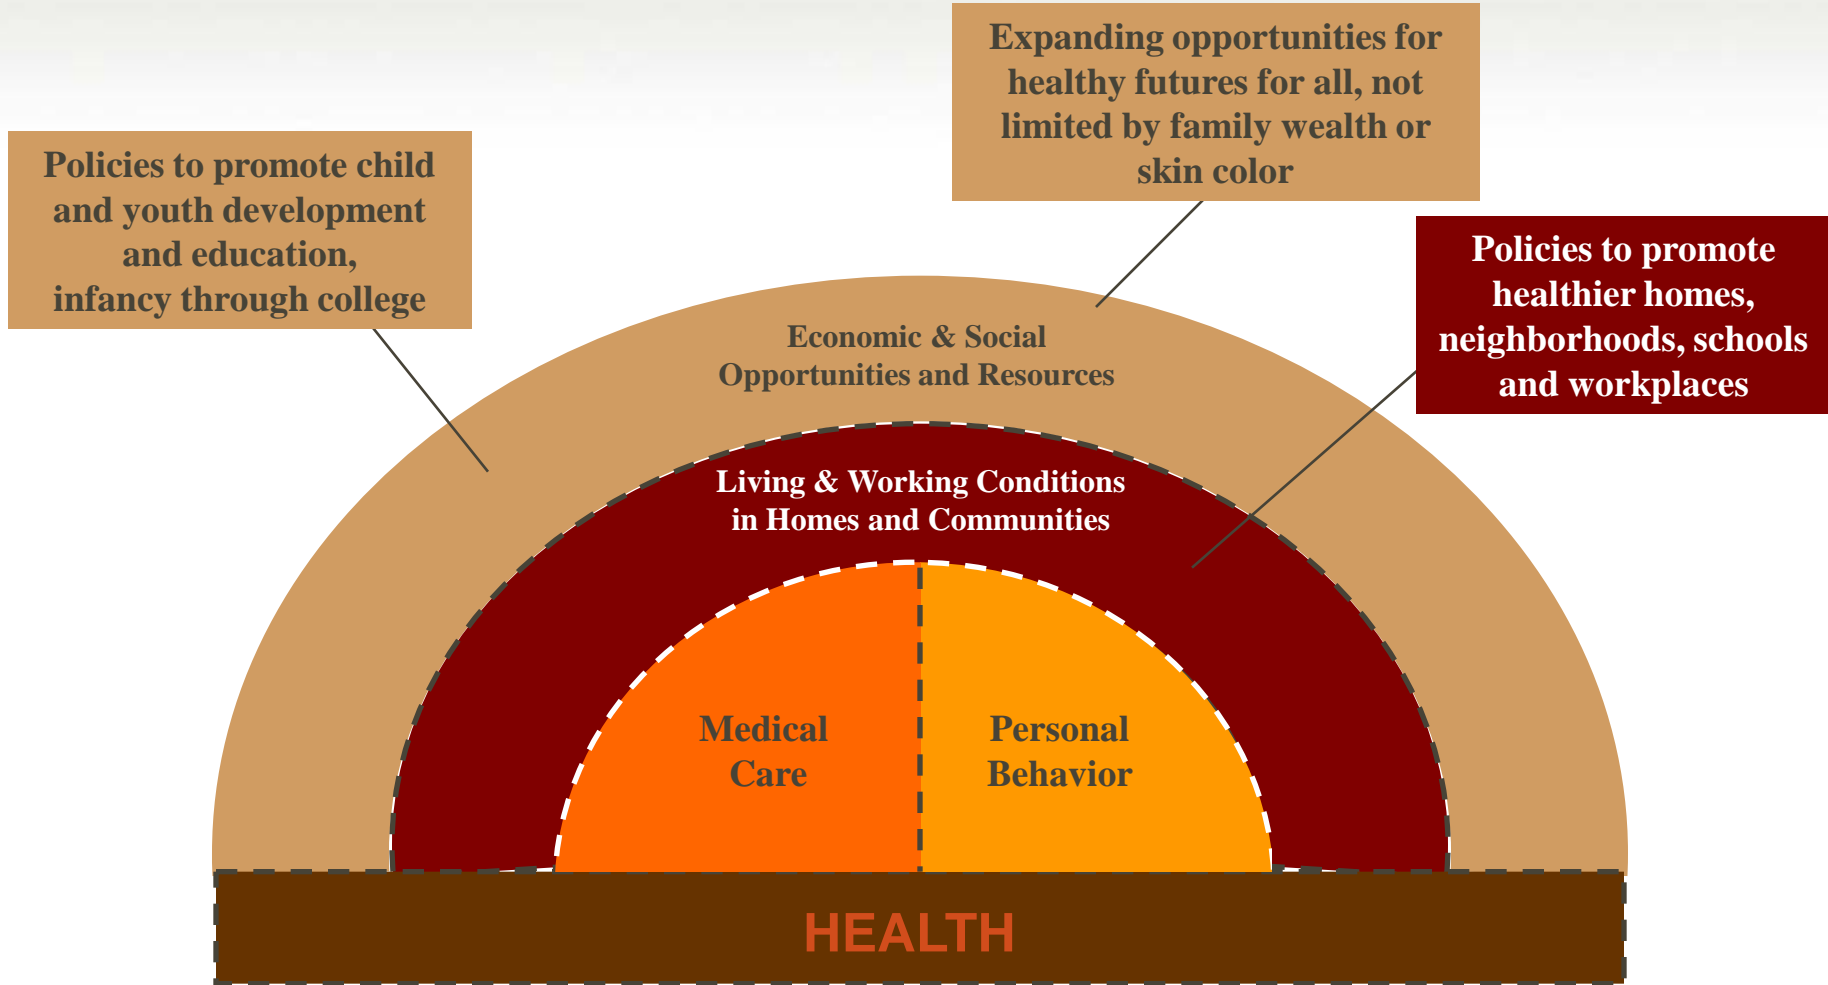 Expanding opportunities for
healthy futures for all, not
limited by family wealth or
skin color
Policies to promote child
and youth development
and education,
infancy through college
Policies to promote
healthier homes,
neighborhoods, schools
and workplaces
Economic & Social
Opportunities and Resources
Living & Working Conditions
in Homes and Communities
Medical
Care
Personal
Behavior
HEALTH